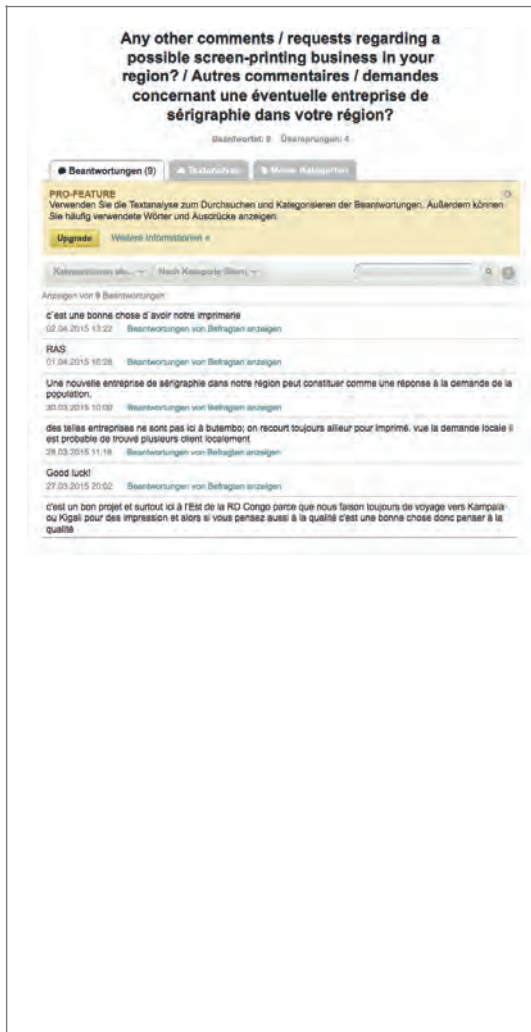 Any other comments / requests regarding a
possible screen-printing business in your
region? / Autres commentaires / demandes
concernant une éventuelle entreprise de
sérigraphie dans votre région?
Beantwortet: 9 Übersprungen: 4
Beantwortungen (9) Textanalyse Meine Kategorien
PRO-FEATURE
Verwenden Sie die Textanalyse zum Durchsuchen und Kategorisieren der Beantwortungen. Außerdem können
Sie häufig verwendete Wörter und Ausdrücke anzeigen.
Upgrade Weitere Informationen »
Kategorisieren als... Nach Kategorie filtern
Anzeigen von 9 Beantwortungen
c´est une bonne chose d´avoir notre imprimerie
02.04.2015 13:22 Beantwortungen von Befragten anzeigen
RAS
01.04.2015 10:28 Beantwortungen von Befragten anzeigen
Une nouvelle entreprise de sérigraphie dans notre région peut constituer comme une réponse à la demande de la
population.
30.03.2015 10:00 Beantwortungen von Befragten anzeigen
des telles entreprises ne sont pas ici à butembo; on recourt toujours ailleur pour imprimé. vue la demande locale il
est probable de trouvé plusieurs client localement
28.03.2015 11:18 Beantwortungen von Befragten anzeigen
Good luck!
27.03.2015 20:02 Beantwortungen von Befragten anzeigen
c'est un bon projet et surtout ici à l'Est de la RD Congo parce que nous faison toujours de voyage vers Kampala
ou Kigali pour des impression et alors si vous pensez aussi à la qualité c'est une bonne chose donc penser à la
qualité